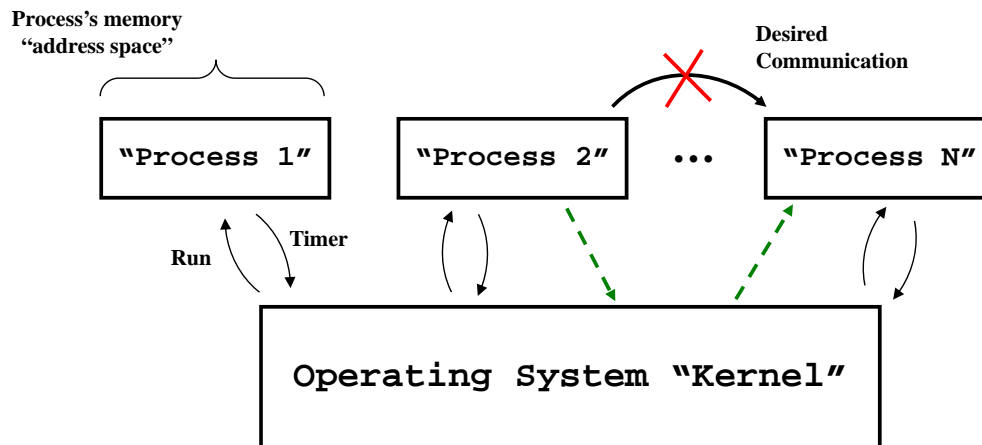 Process's memory
“address space”
Desired
Communication
“Process 1”
“Process 2”
...
“Process N”
Run
Timer
Operating System “Kernel”